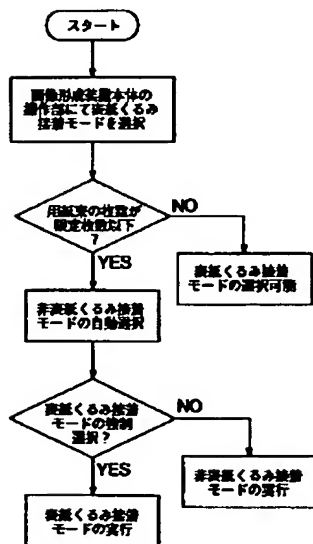 スタート
画像形成装置本体の
操作部にて表紙くるみ
接着モードを選択
用紙束の枚数が
規定枚数以下
?
NO
YES
表紙くるみ接着
モードの選択可能
非表紙くるみ接着
モードの自動選択
表紙くるみ接着
モードの強制
選択?
NO
YES
非表紙くるみ接着
モードの実行
表紙くるみ接着
モードの実行